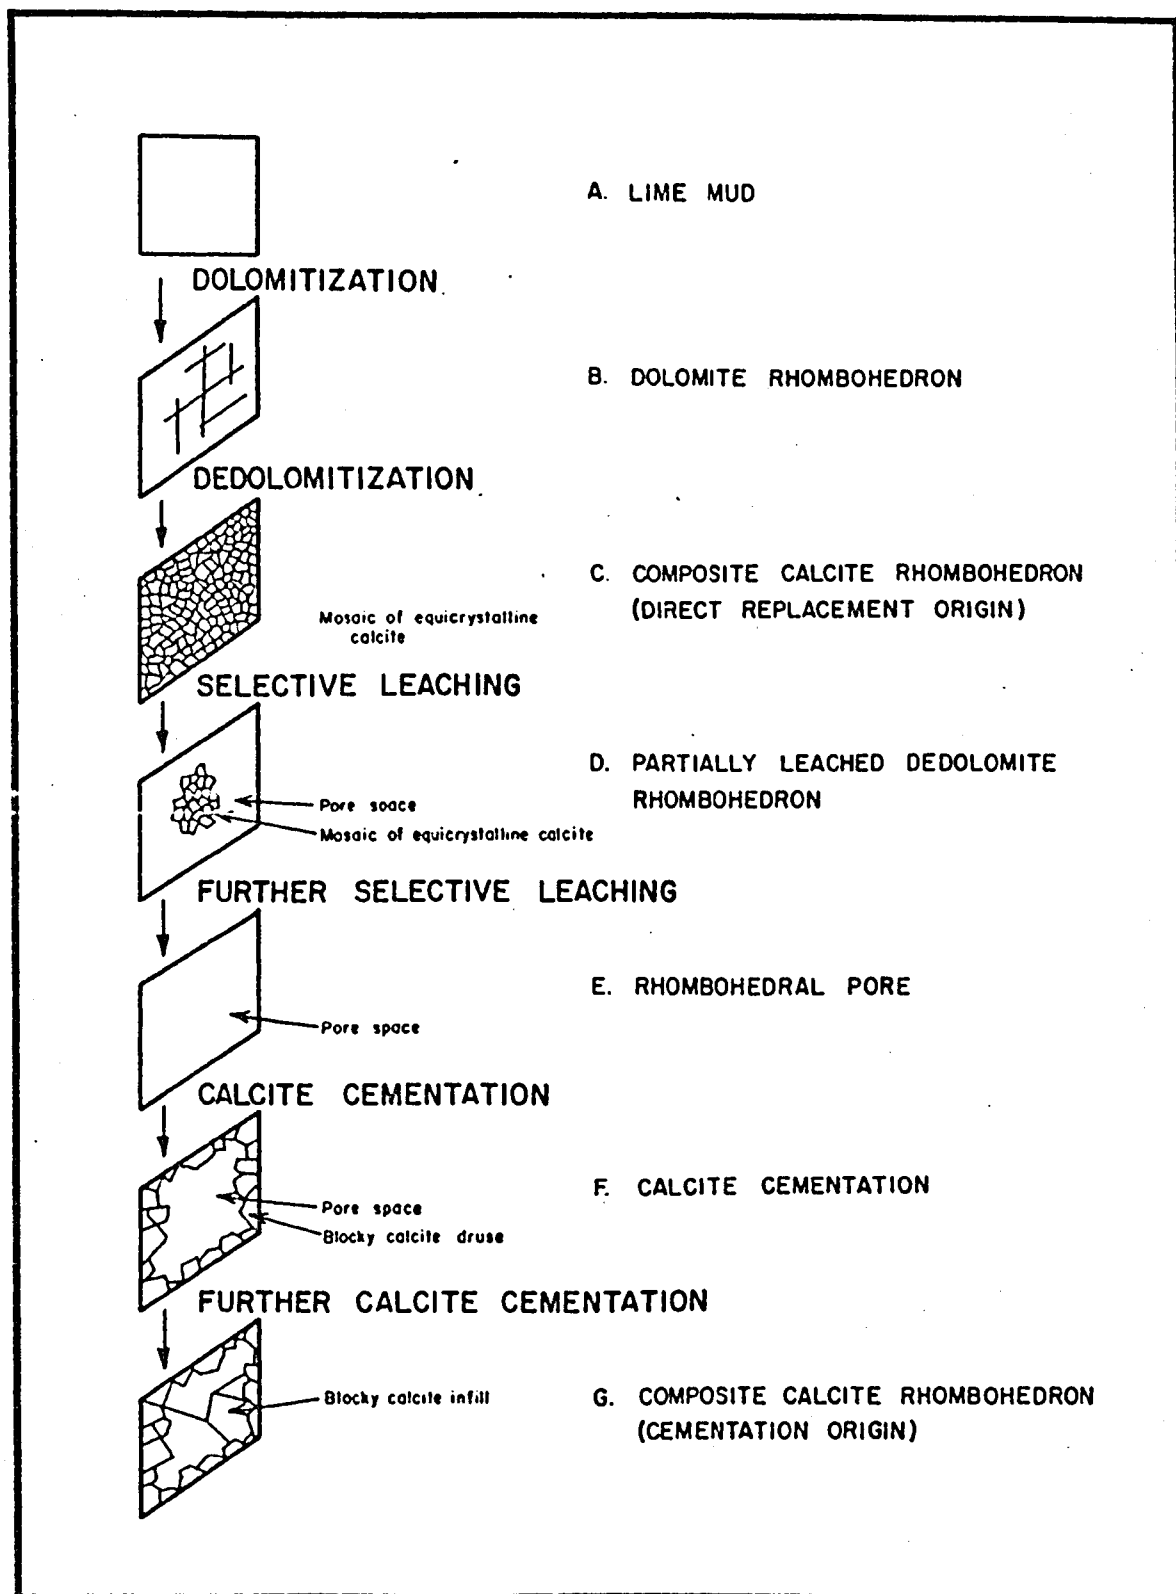 A. LIME MUD
DOLOMITIZATION
B. DOLOMITE RHOMBOHEDRON
DEDOLOMITIZATION
C. COMPOSITE CALCITE RHOMBOHEDRON
(DIRECT REPLACEMENT ORIGIN)
Mosaic of equicrystalline
calcite
SELECTIVE LEACHING
D. PARTIALLY LEACHED DEDOLOMITE
RHOMBOHEDRON
Pore soace
Mosaic of equicrystalline calcite
FURTHER SELECTIVE LEACHING
E. RHOMBOHEDRAL PORE
Pore space
CALCITE CEMENTATION
F. CALCITE CEMENTATION
Pore space
Blocky calcite druse
FURTHER CALCITE CEMENTATION
Blocky calcite infill
G. COMPOSITE CALCITE RHOMBOHEDRON
(CEMENTATION ORIGIN)